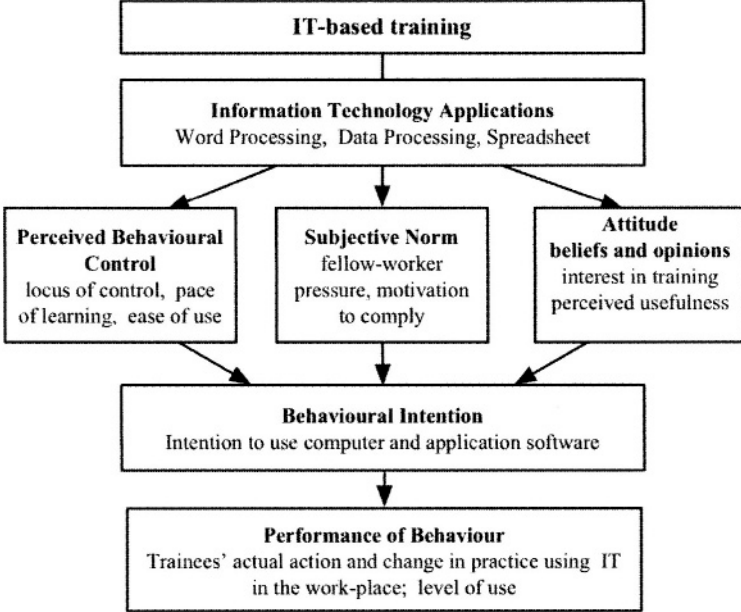 IT-based training
Information Technology Applications
Word Processing, Data Processing, Spreadsheet
Perceived Behavioural
Control
locus of control, pace
of learning, ease of use
Subjective Norm
fellow-worker
pressure, motivation
to comply
Attitude
beliefs and opinions
interest in training
perceived usefulness
Behavioural Intention
Intention to use computer and application software
Performance of Behaviour
Trainees' actual action and change in practice using IT
in the work-place; level of use